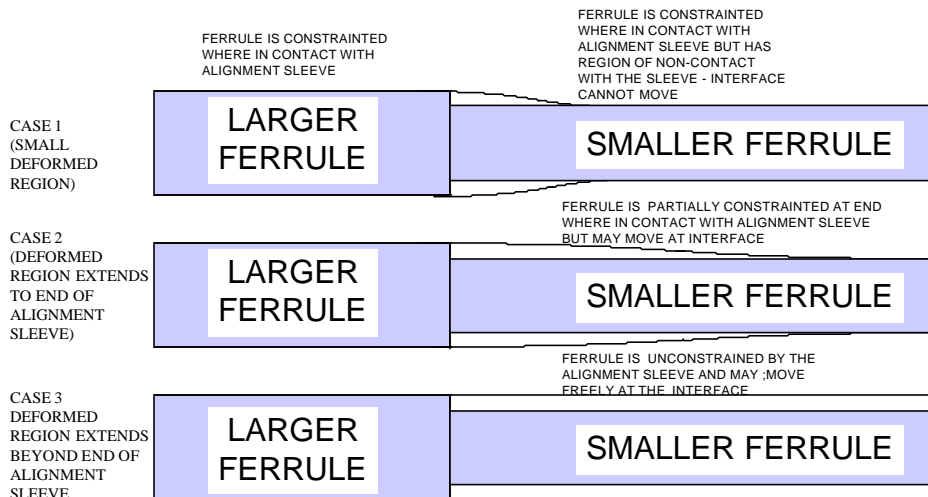 FERRULE IS CONSTRAINTED
WHERE IN CONTACT WITH
ALIGNMENT SLEEVE
FERRULE IS CONSTRAINTED
WHERE IN CONTACT WITH
ALIGNMENT SLEEVE BUT HAS
REGION OF NON-CONTACT
WITH THE SLEEVE - INTERFACE
CANNOT MOVE
CASE 1
(SMALL
DEFORMED
REGION)
LARGER
FERRULE
SMALLER FERRULE
FERRULE IS PARTIALLY CONSTRAINTED AT END
WHERE IN CONTACT WITH ALIGNMENT SLEEVE
BUT MAY MOVE AT INTERFACE
CASE 2
(DEFORMED
REGION EXTENDS
TO END OF
ALIGNMENT
SLEEVE)
LARGER
FERRULE
SMALLER FERRULE
FERRULE IS UNCONSTRAINED BY THE
ALIGNMENT SLEEVE AND MAY ;MOVE
FREELY AT THE INTERFACE
CASE 3
DEFORMED
REGION EXTENDS
BEYOND END OF
ALIGNMENT
SLEEVE
LARGER
FERRULE
SMALLER FERRULE